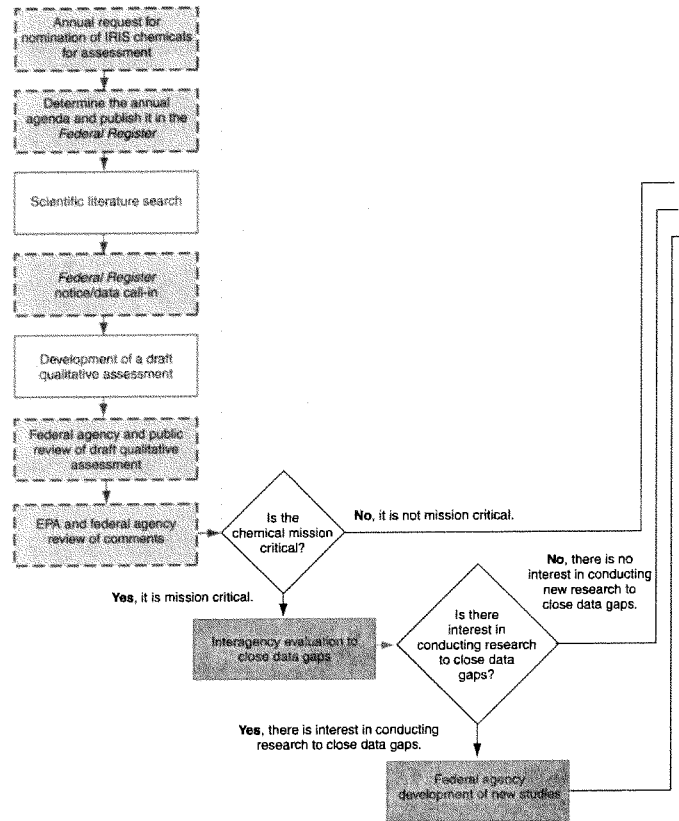 Annual request for
nomination of IRIS chemicals
for assessment
Determine the annual
agenda and publish it in the
Federal Register
Scientific literature search
Federal Register
notice/data call-in
Development of a draft
qualitative assessment
Federal agency and public
review of draft qualitative
assessment
EPA and federal agency
review of comments
Is the
chemical mission
critical?
No, it is not mission critical.
Yes, it is mission critical.
Interagency evaluation to
close data gaps
Is there
interest in
conducting research
to close data
gaps?
No, there is no
interest in conducting
new research to
close data gaps.
Yes, there is interest in conducting
research to close data gaps.
Federal agency
development of new studies